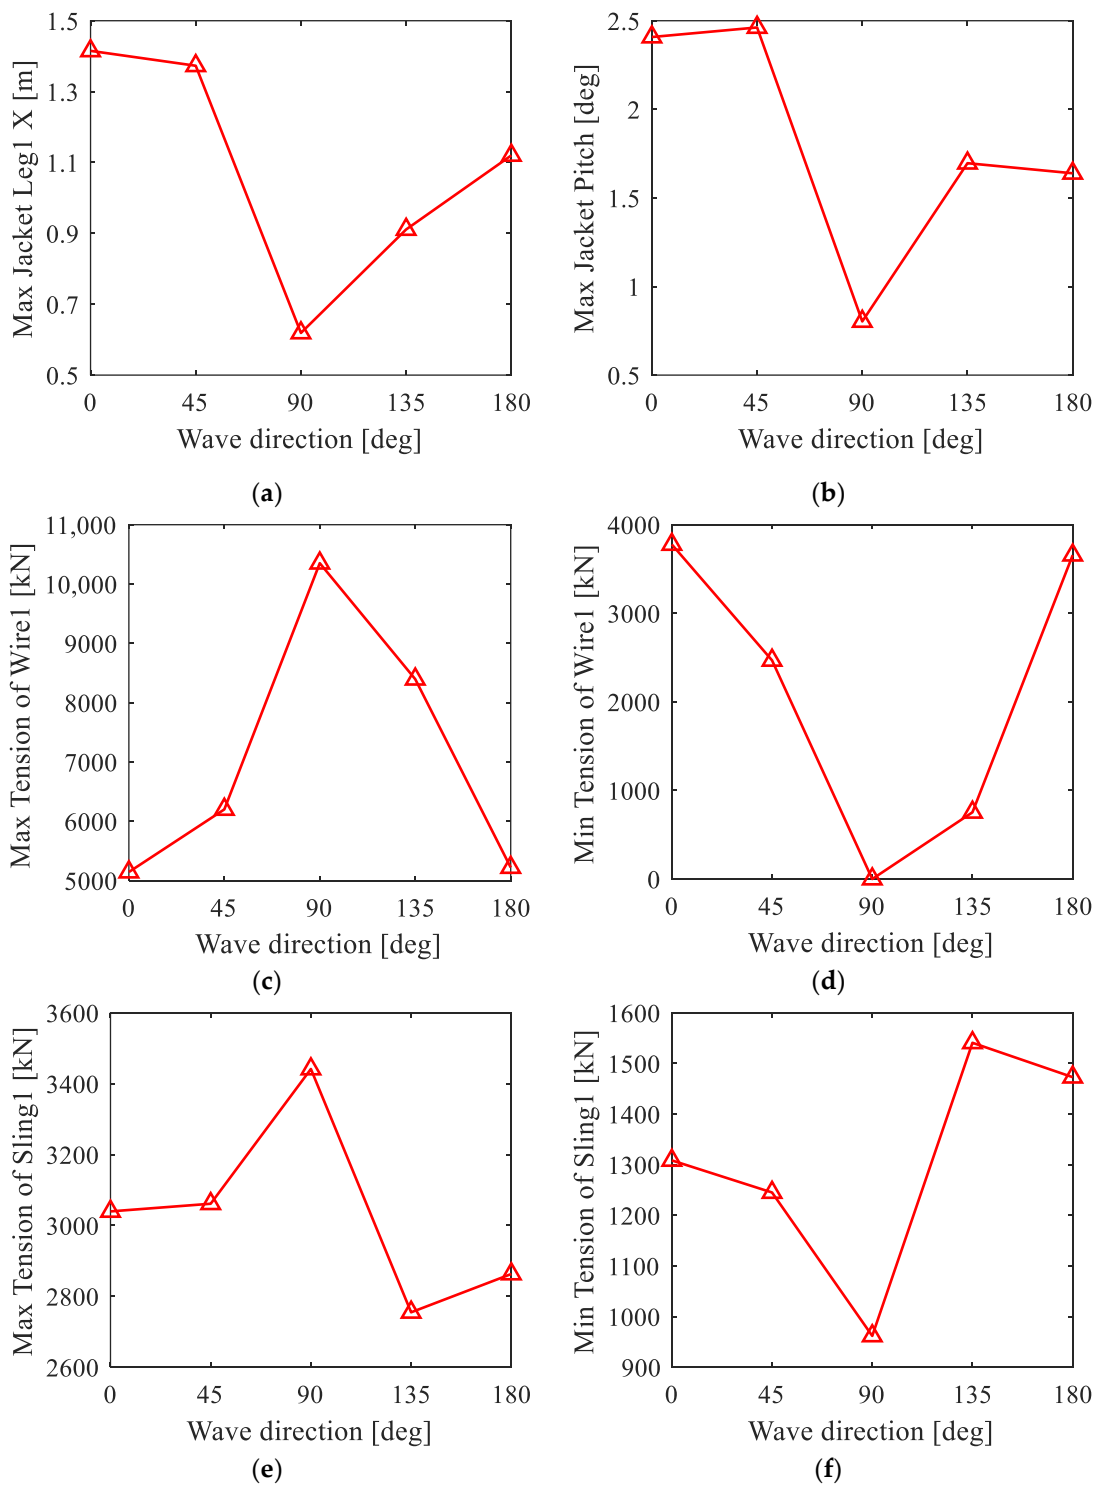 Max Jacket Leg1 X [m]
1.5
1.3
1.1
0.9
0.7
0.5
0 45 90 135 180
Wave direction [deg]
(a)
Max Jacket Pitch [deg]
2.5
2
1.5
1
0.5
0 45 90 135 180
Wave direction [deg]
(b)
Max Tension of Wire1 [kN]
11,000
10,000
9000
8000
7000
6000
5000
0 45 90 135 180
Wave direction [deg]
(c)
Min Tension of Wire1 [kN]
4000
3000
2000
1000
0
0 45 90 135 180
Wave direction [deg]
(d)
Max Tension of Sling1 [kN]
3600
3400
3200
3000
2800
2600
0 45 90 135 180
Wave direction [deg]
(e)
Min Tension of Sling1 [kN]
1600
1500
1400
1300
1200
1100
1000
900
0 45 90 135 180
Wave direction [deg]
(f)